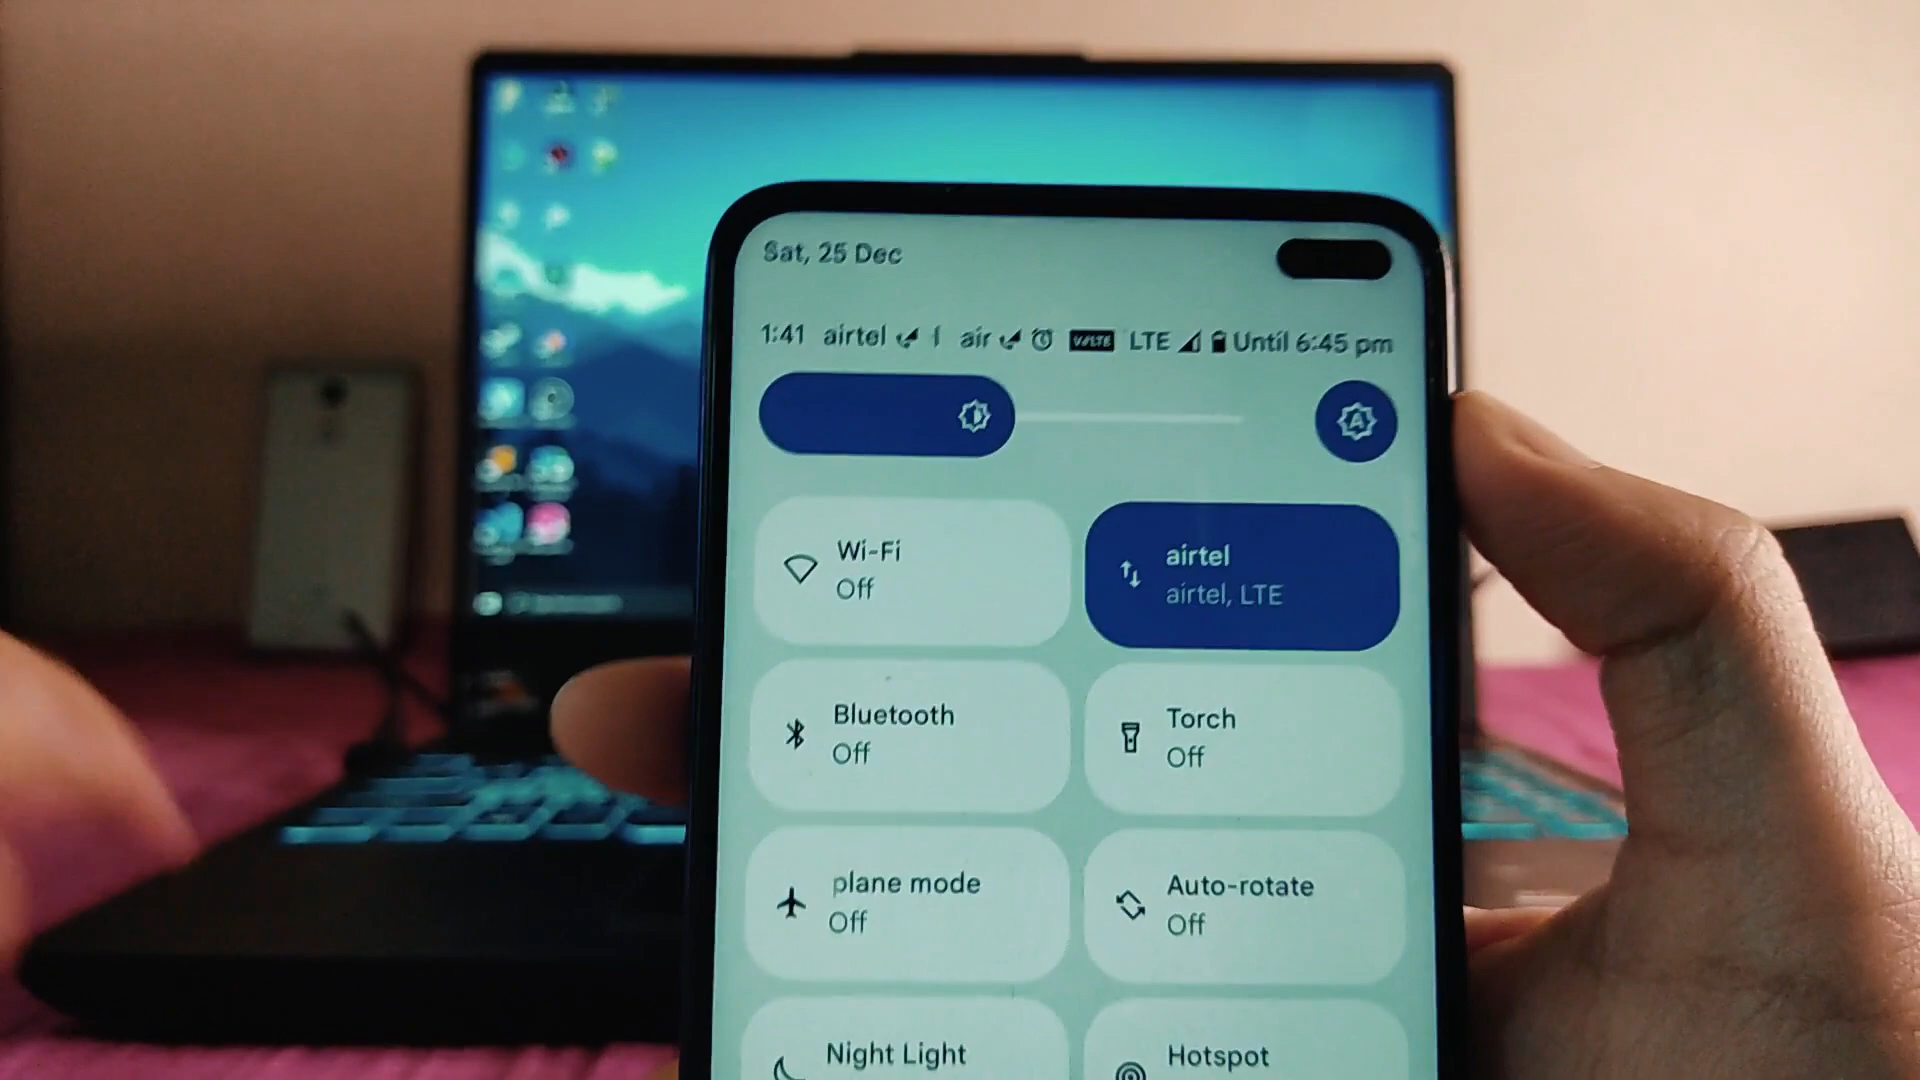 Sat, 25 Dec
1:41 airtel air VoLTE LTE Until 6:45 pm
Wi-Fi
Off
airtel
airtel, LTE
Bluetooth
Off
Torch
Off
plane mode
Off
Auto-rotate
Off
Night Light
Hotspot